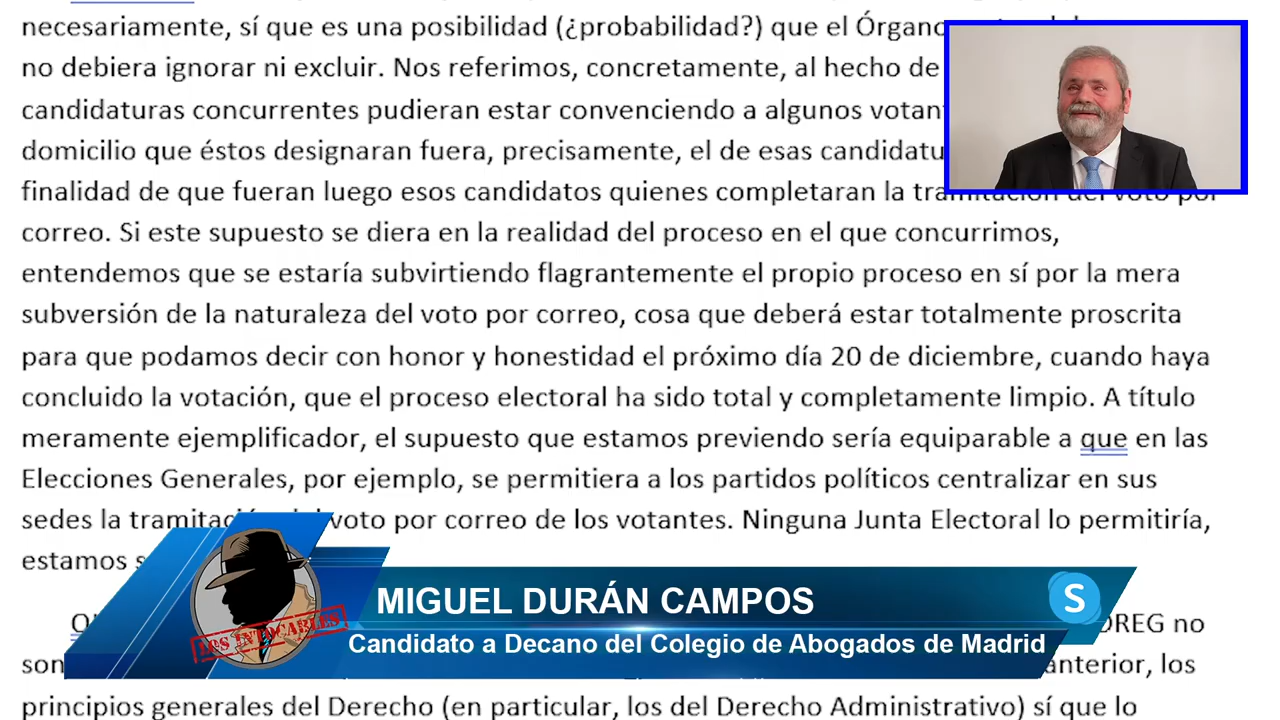 necesariamente, sí que es una posibilidad (¿probabilidad?) que el Órgano
no debiera ignorar ni excluir. Nos referimos, concretamente, al hecho de
candidaturas concurrentes pudieran estar convenciendo a algunos
domicilio que éstos designaran fuera, precisamente, el de esas
finalidad de que fueran luego esos candidatos quienes completaran la tramitación del voto por
correo. Si este supuesto se diera en la realidad del proceso en el que concurrimos,
entendemos que se estaría subvirtiendo flagrantemente el propio proceso en sí por la mera
subversión de la naturaleza del voto por correo, cosa que deberá estar totalmente proscrita
para que podamos decir con honor y honestidad el próximo día 20 de diciembre, cuando haya
concluido la votación, que el proceso electoral ha sido total y completamente limpio. A título
meramente ejemplificador, el supuesto que estamos previendo sería equiparable a que en las
Elecciones Generales, por ejemplo, se permitiera a los partidos políticos centralizar en sus
sedes la tramitación del voto por correo de los votantes. Ninguna Junta Electoral lo permitiría,
estamos
LOS INTOCABLES
MIGUEL DURÁN CAMPOS
S
Candidato a Decano del Colegio de Abogados de Madrid
no
anterior, los
principios generales del Derecho (en particular, los del Derecho Administrativo) sí que lo